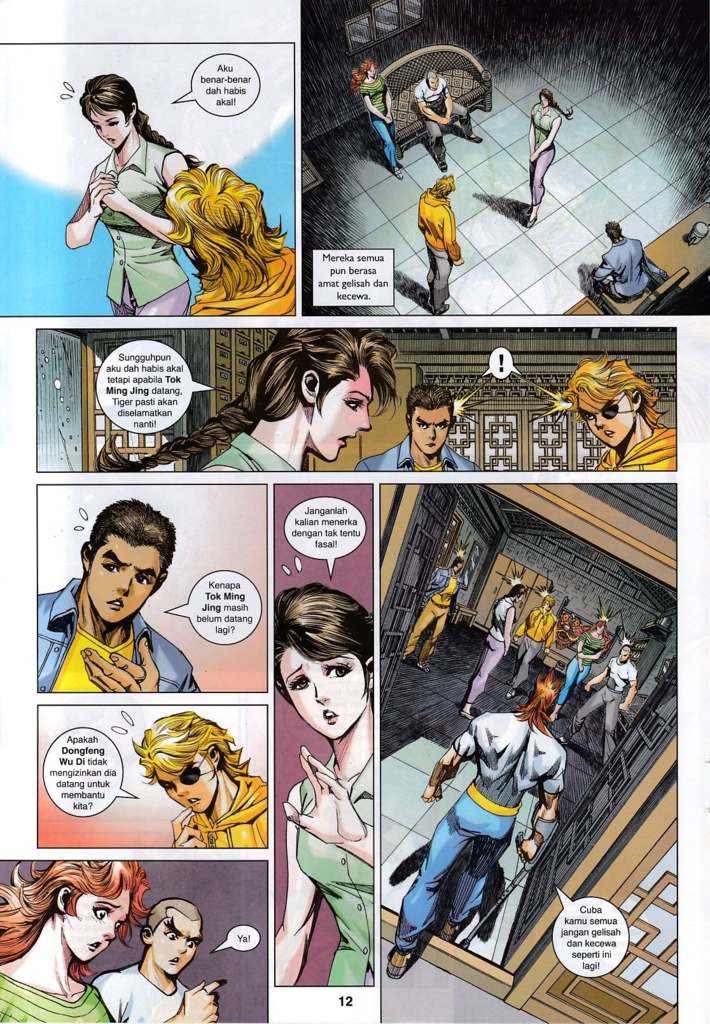 Aku
benar-benar
dah habis
akal!
Mereka semua
pun berasa
amat gelisah dan
kecewa.
Sungguhpun
aku dah habis akal
tetapi apabila Tok
Ming Jing datang,
Tiger pasti akan
diselamatkan
nanti!
!
Kenapa
Tok Ming
Jing masih
belum datang
lagi?
Apakah
Dongfeng
Wu Di tidak
mengizinkan dia
datang untuk
membantu
kita?
Ya!
Janganlah
kalian menerka
dengan tak tentu
fasal!
Cuba
kamu semua
jangan gelisah
dan kecewa
seperti ini
lagi!
12